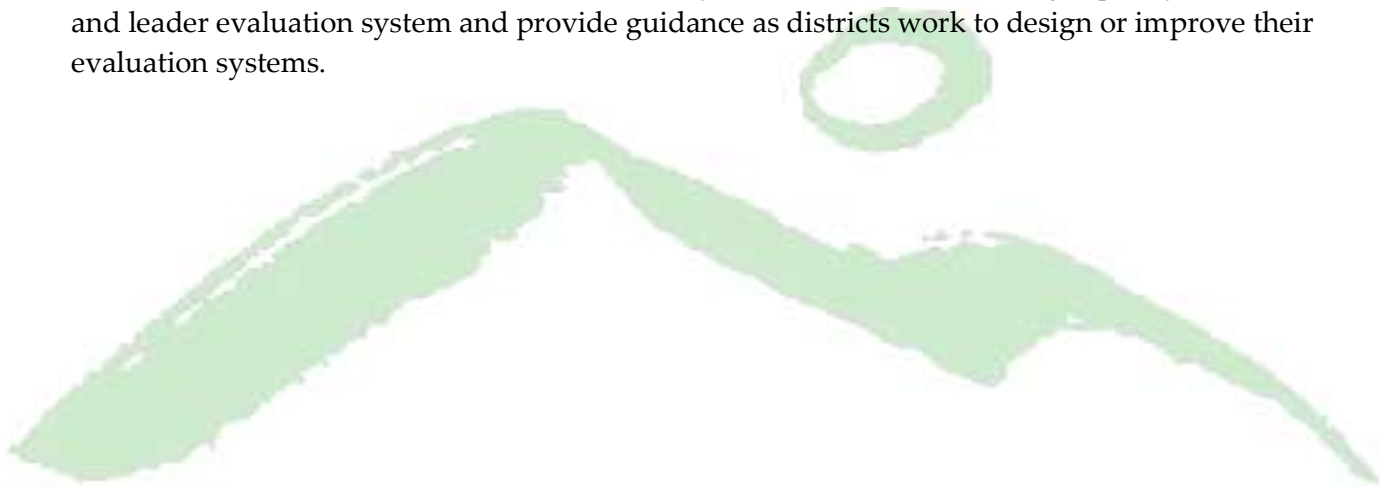 and leader evaluation system and provide guidance as districts work to design or improve their
evaluation systems.